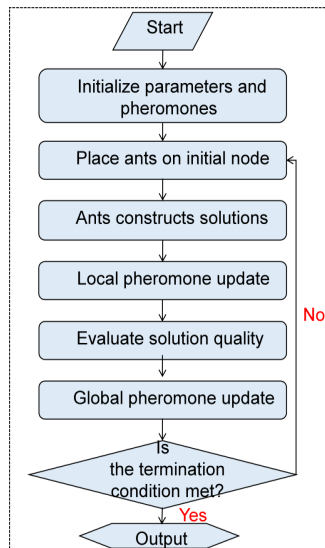 Start
Initialize parameters and
pheromones
Place ants on initial node
Ants constructs solutions
Local pheromone update
No
Evaluate solution quality
Global pheromone update
Is
the termination
condition met?
Yes
Output